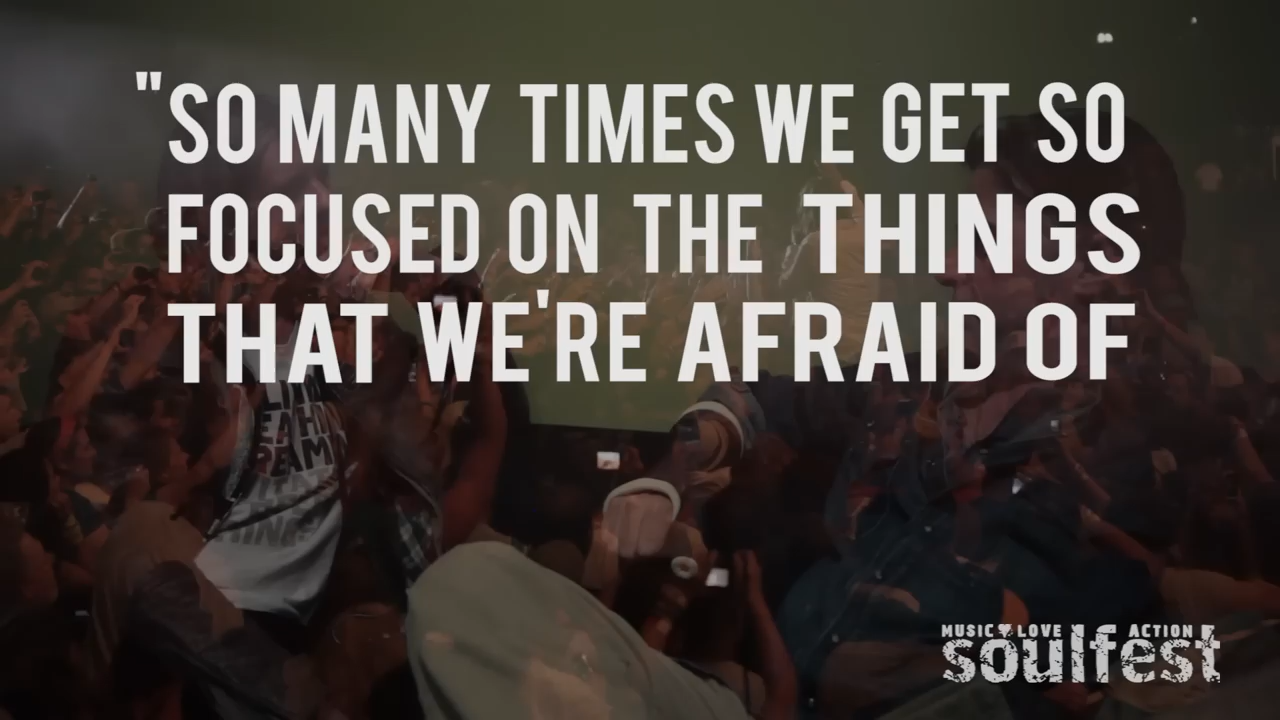 "SO MANY TIMES WE GET SO
FOCUSED ON THE THINGS
THAT WE'RE AFRAID OF
MUSIC LOVE ACTION
soulfest